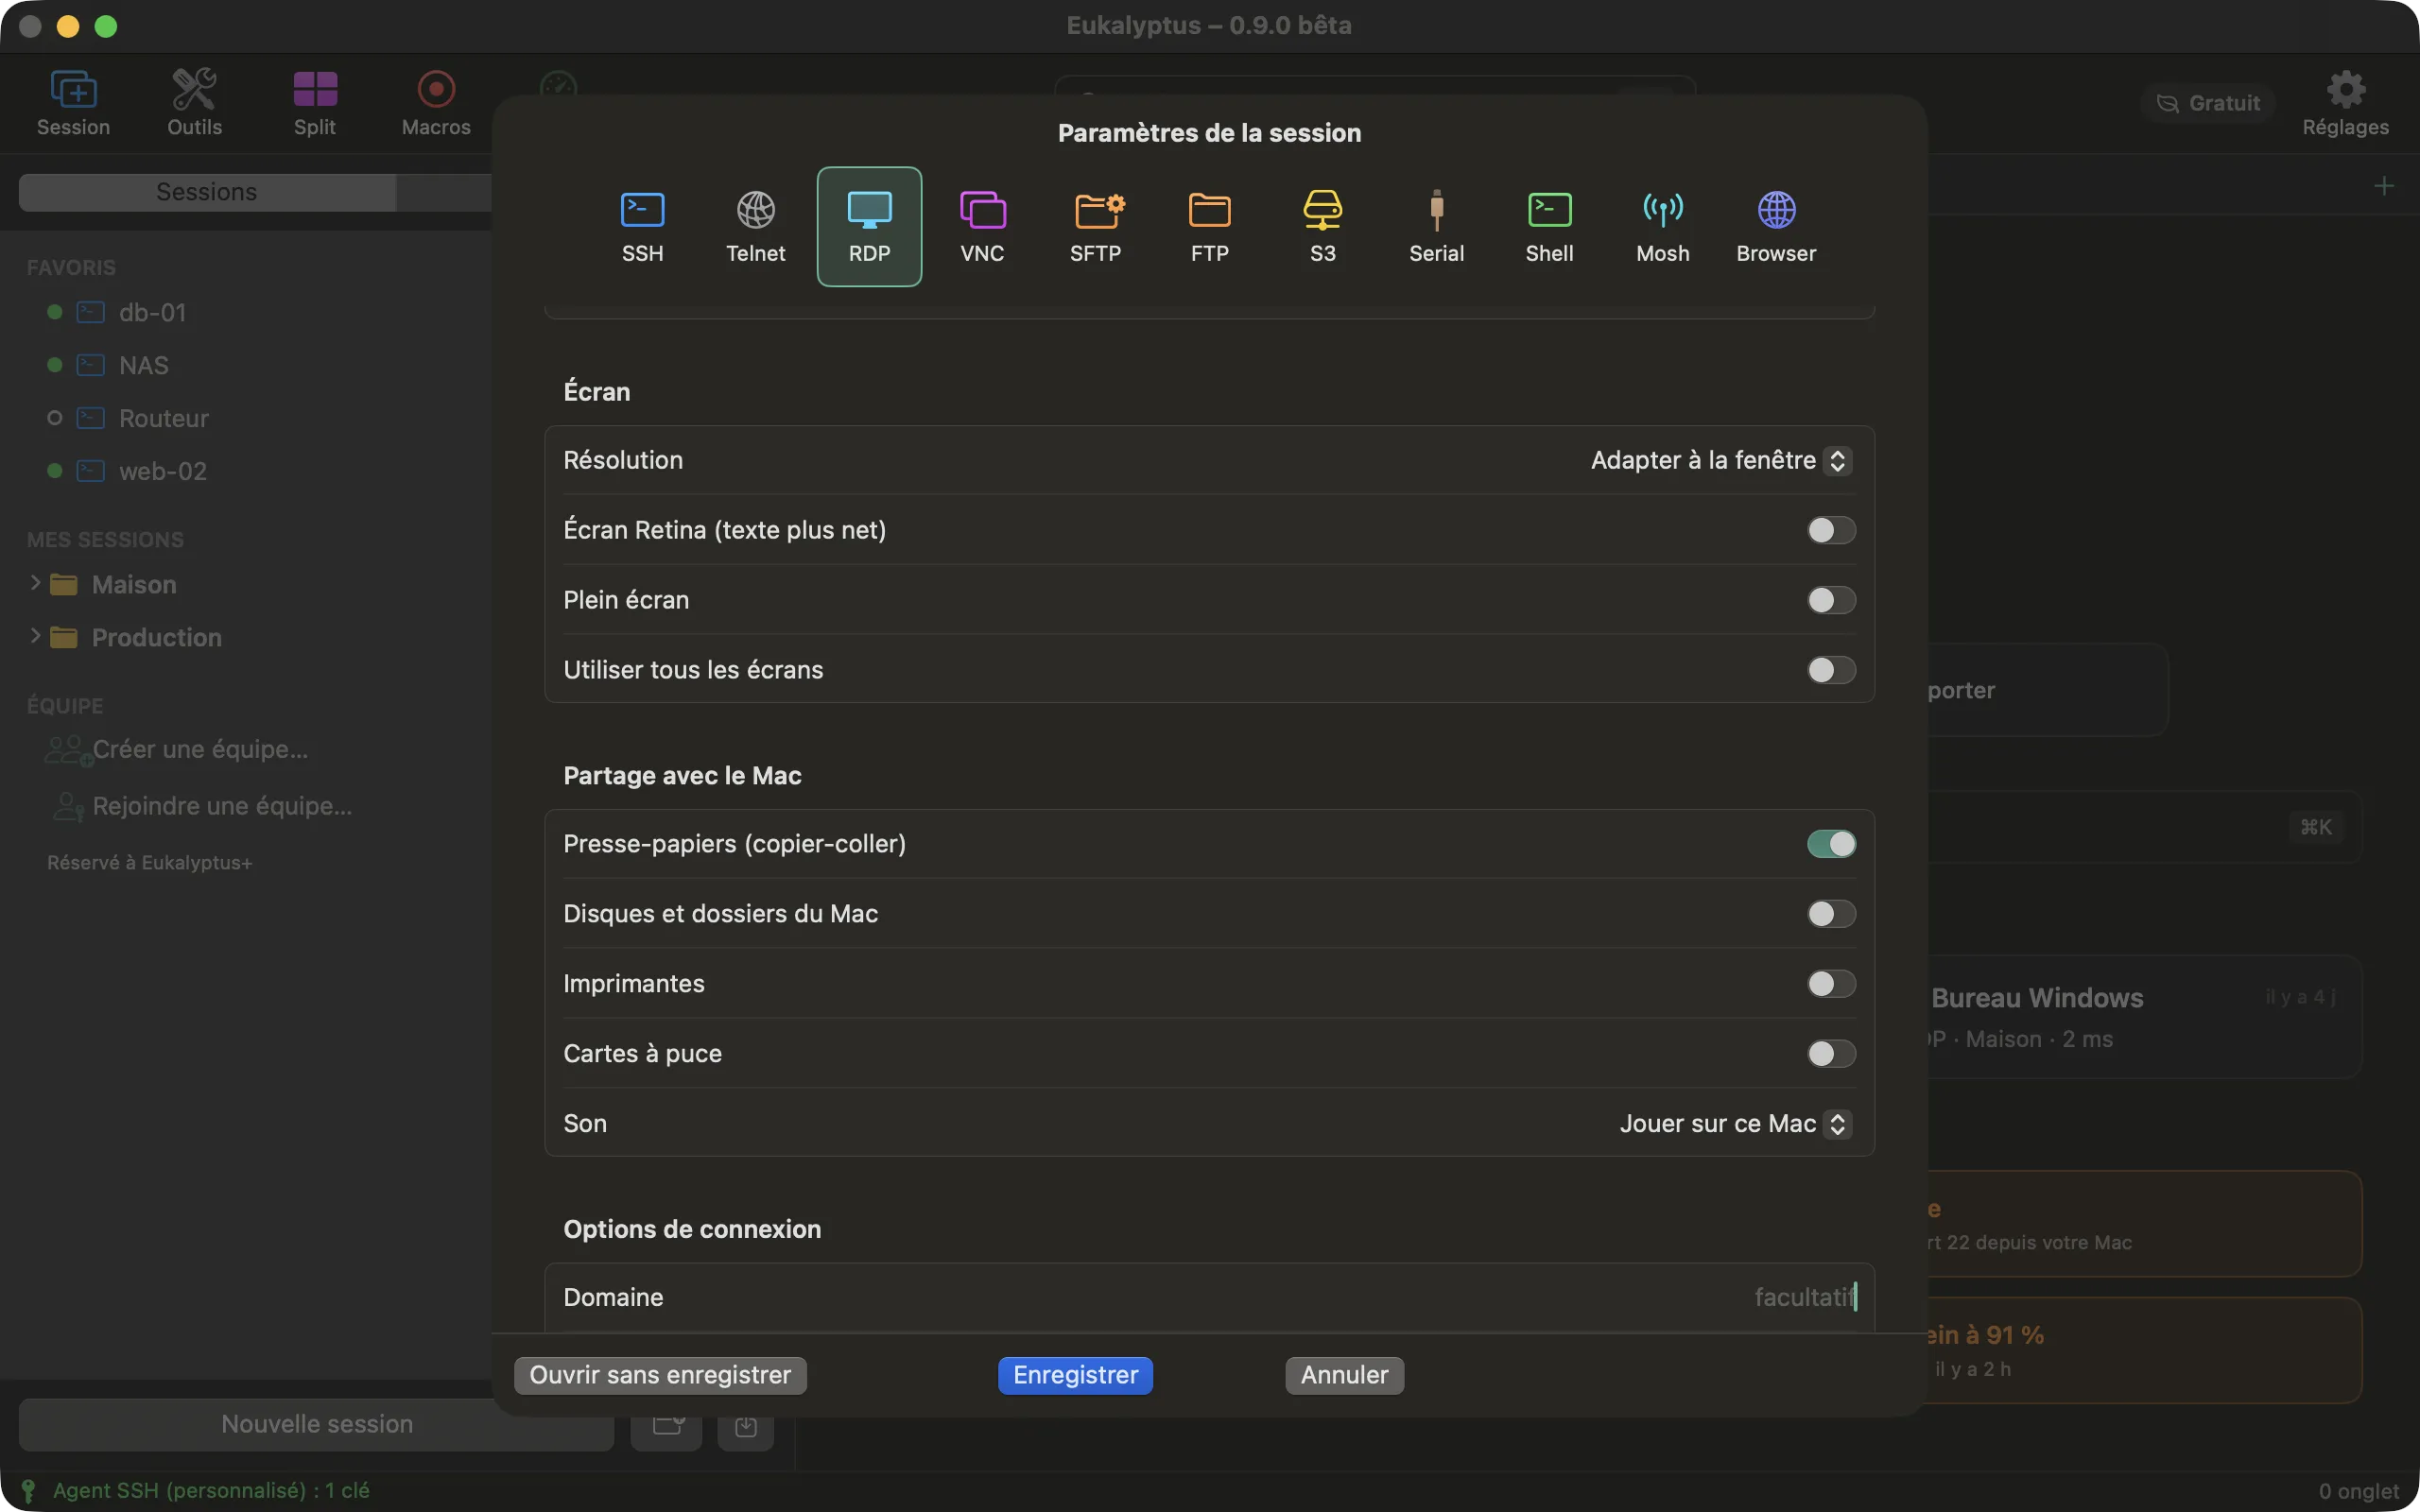 Eukalyptus – 0.9.0 bêta
Session
Outils
Split
Macros
Gratuit
Réglages
Sessions
FAVORIS
db-01
NAS
Routeur
web-02
MES SESSIONS
Maison
Production
ÉQUIPE
Créer une équipe...
Rejoindre une équipe...
Réservé à Eukalyptus+
Nouvelle session
Agent SSH (personnalisé) : 1 clé
Paramètres de la session
SSH
Telnet
RDP
VNC
SFTP
FTP
S3
Serial
Shell
Mosh
Browser
Écran
Résolution
Adapter à la fenêtre
Écran Retina (texte plus net)
Plein écran
Utiliser tous les écrans
Partage avec le Mac
Presse-papiers (copier-coller)
Disques et dossiers du Mac
Imprimantes
Cartes à puce
Son
Jouer sur ce Mac
Options de connexion
Domaine
facultatif
Ouvrir sans enregistrer
Enregistrer
Annuler
porter
⌘K
Bureau Windows
il y a 4 j
DP · Maison · 2 ms
e
rt 22 depuis votre Mac
ein à 91 %
il y a 2 h
0 onglet